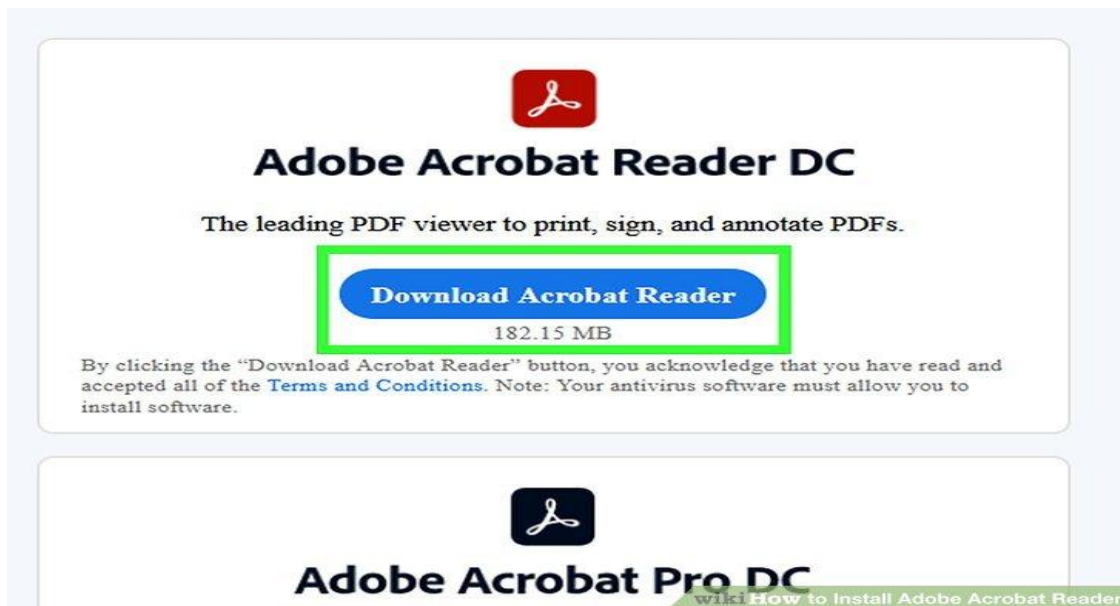 Adobe Acrobat Reader DC
The leading PDF viewer to print, sign, and annotate PDFs.
Download Acrobat Reader
182.15 MB
By clicking the “Download Acrobat Reader” button, you acknowledge that you have read and
accepted all of the Terms and Conditions. Note: Your antivirus software must allow you to
install software.
Adobe Acrobat Pro DC
wikiHow to Install Adobe Acrobat Reader